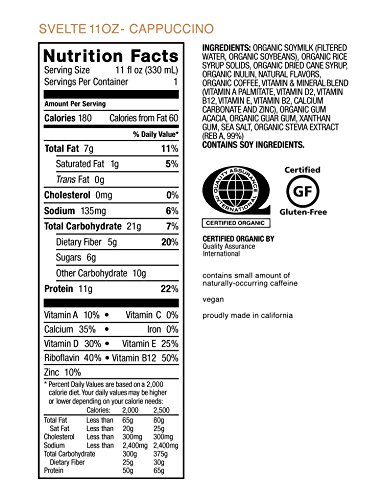 SVELTE 11OZ- CAPPUCCINO
Nutrition Facts
Serving Size 11 fl oz (330 mL)
Servings Per Container 1
Amount Per Serving
Calories 180 Calories from Fat 60
% Daily Value*
Total Fat 7g 11%
Saturated Fat 1g 5%
Trans Fat 0g
Cholesterol 0mg 0%
Sodium 135mg 6%
Total Carbohydrate 21g 7%
Dietary Fiber 5g 20%
Sugars 6g
Other Carbohydrate 10g
Protein 11g 22%
Vitamin A 10% • Vitamin C 0%
Calcium 35% • Iron 0%
Vitamin D 30% • Vitamin E 25%
Riboflavin 40% • Vitamin B12 50%
Zinc 10%
* Percent Daily Values are based on a 2,000
calorie diet. Your daily values may be higher
or lower depending on your calorie needs:
Calories: 2,000 2,500
Total Fat Less than 65g 80g
Sat Fat Less than 20g 25g
Cholesterol Less than 300mg 300mg
Sodium Less than 2,400mg 2,400mg
Total Carbohydrate 300g 375g
Dietary Fiber 25g 30g
Protein 50g 65g
INGREDIENTS: ORGANIC SOYMILK (FILTERED
WATER, ORGANIC SOYBEANS), ORGANIC RICE
SYRUP SOLIDS, ORGANIC DRIED CANE SYRUP,
ORGANIC INULIN, NATURAL FLAVORS,
ORGANIC COFFEE, VITAMIN & MINERAL BLEND
(VITAMIN A PALMITATE, VITAMIN D2, VITAMIN
B12, VITAMIN E, VITAMIN B2, CALCIUM
CARBONATE AND ZINC), ORGANIC GUM
ACACIA, ORGANIC GUAR GUM, XANTHAN
GUM, SEA SALT, ORGANIC STEVIA EXTRACT
(REB A, 99%)
CONTAINS SOY INGREDIENTS.
QUALITY ASSURANCE
INTERNATIONAL
CERTIFIED ORGANIC
Certified
GF
Gluten-Free
CERTIFIED ORGANIC BY
Quality Assurance
International
contains small amount of
naturally-occurring caffeine
vegan
proudly made in california